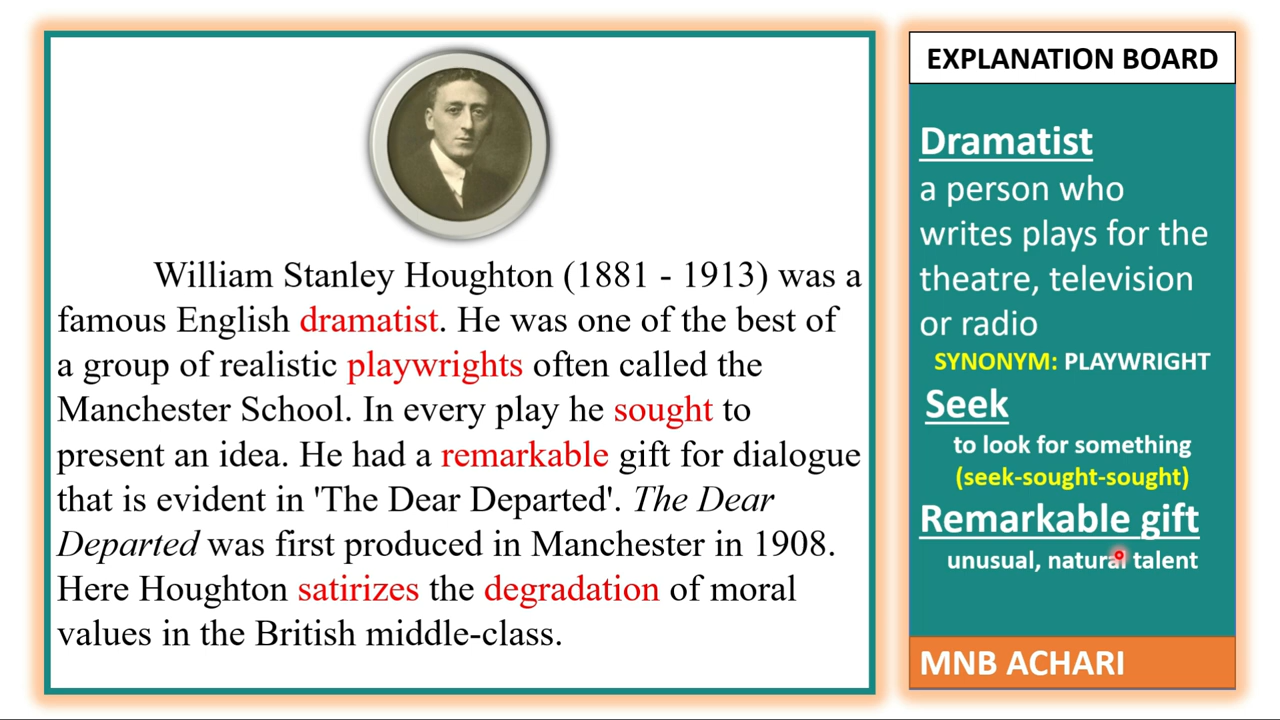 William Stanley Houghton (1881 - 1913) was a
famous English dramatist. He was one of the best of
a group of realistic playwrights often called the
Manchester School. In every play he sought to
present an idea. He had a remarkable gift for dialogue
that is evident in 'The Dear Departed'. The Dear
Departed was first produced in Manchester in 1908.
Here Houghton satirizes the degradation of moral
values in the British middle-class.
EXPLANATION BOARD
Dramatist
a person who
writes plays for the
theatre, television
or radio
SYNONYM: PLAYWRIGHT
Seek
to look for something
(seek-sought-sought)
Remarkable gift
unusual, natural talent
MNB ACHARI